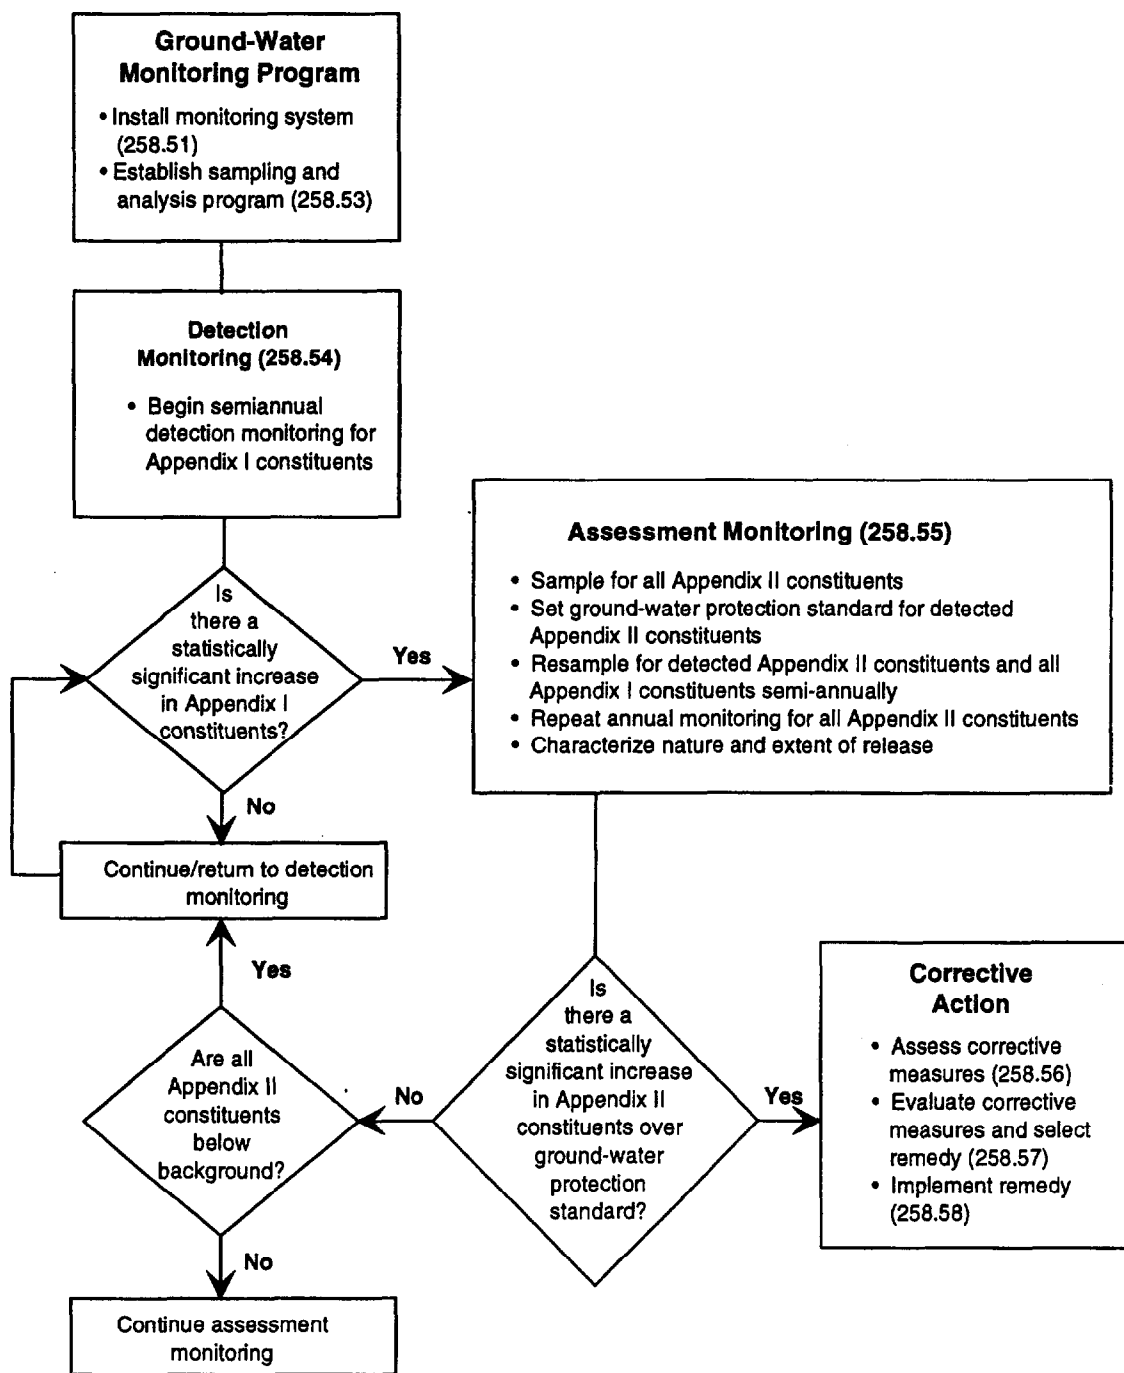 Ground-Water
Monitoring Program
• Install monitoring system
(258.51)
• Establish sampling and
analysis program (258.53)
Detection
Monitoring (258.54)
• Begin semiannual
detection monitoring for
Appendix I constituents
Is
there a
statistically
significant increase
in Appendix I
constituents?
Yes
No
Continue/return to detection
monitoring
Assessment Monitoring (258.55)
• Sample for all Appendix II constituents
• Set ground-water protection standard for detected
Appendix II constituents
• Resample for detected Appendix II constituents and all
Appendix I constituents semi-annually
• Repeat annual monitoring for all Appendix II constituents
• Characterize nature and extent of release
Is
there a
statistically
significant increase
in Appendix II
constituents over
ground-water
protection
standard?
Yes
No
Corrective
Action
• Assess corrective
measures (258.56)
• Evaluate corrective
measures and select
remedy (258.57)
• Implement remedy
(258.58)
Are all
Appendix II
constituents
below
background?
Yes
No
Continue assessment
monitoring